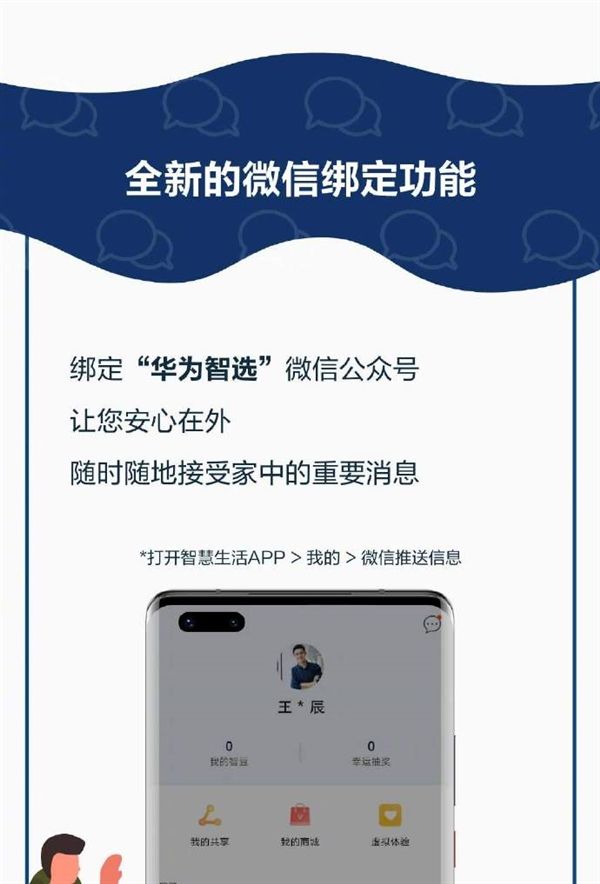 全新的微信绑定功能
绑定“华为智选”微信公众号
让您安心在外
随时随地接受家中的重要消息
*打开智慧生活APP > 我的 > 微信推送信息
王 * 辰
0 0
我的智豆 幸运抽奖
我的共享 我的商城 虚拟体验